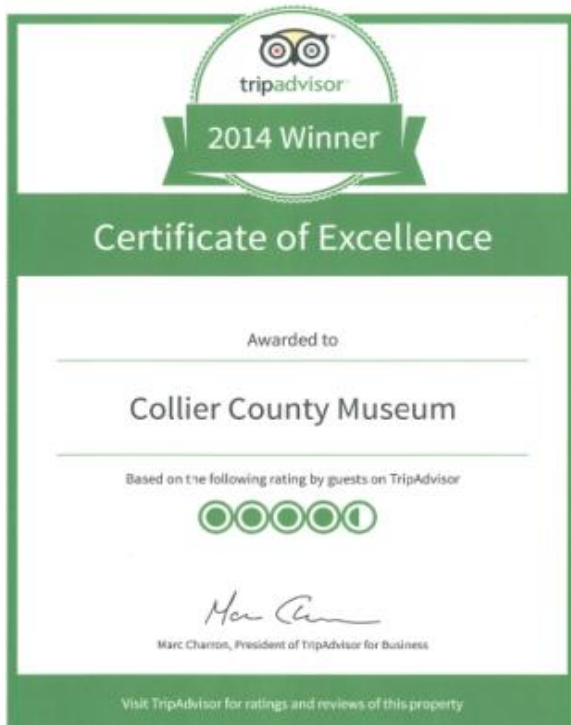 tripadvisor
2014 Winner
Certificate of Excellence
Awarded to
Collier County Museum
Based on the following rating by guests on TripAdvisor
Marc Charron, President of TripAdvisor for Business
Visit TripAdvisor for ratings and reviews of this property